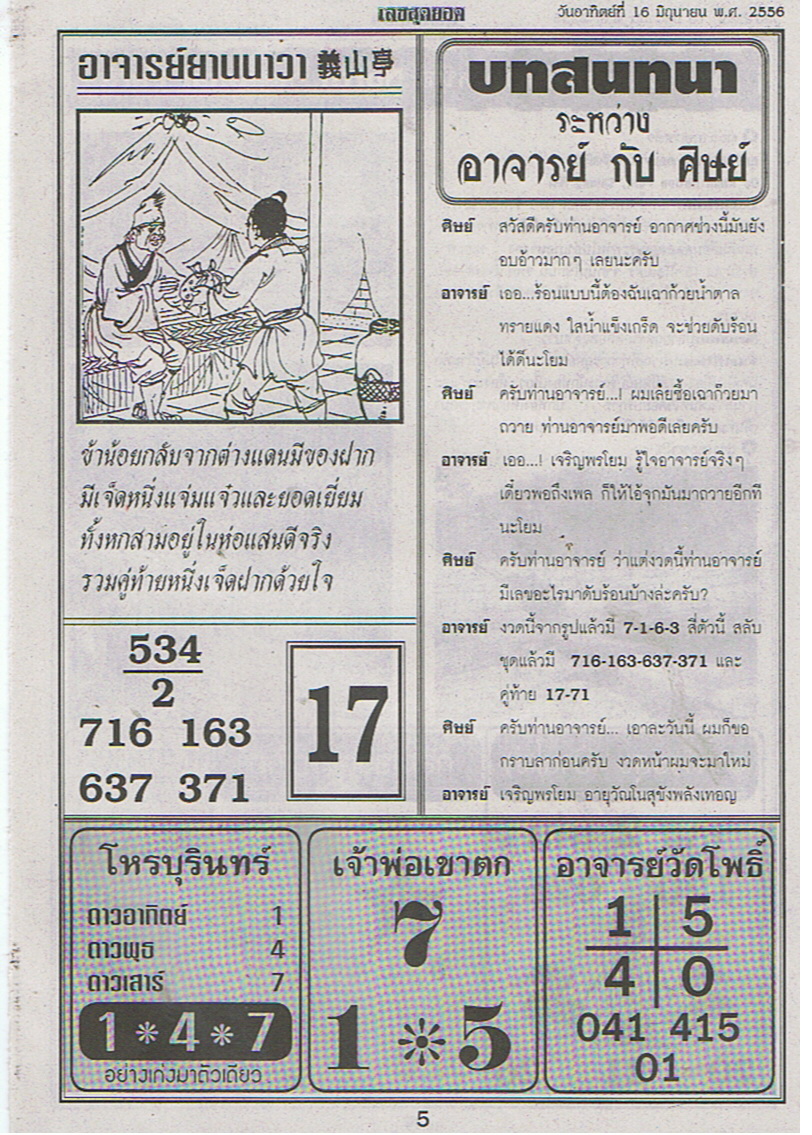 เลขสุดยอด
วันอาทิตย์ที่ 16 มิถุนายน พ.ศ. 2556
อาจารย์ยานนาวา 義山亭
ข้าน้อยกลับจากต่างแดนมีของฝาก
มีเจ็ดหนึ่งแจ่มแจ๋วและยอดเยี่ยม
ทั้งหกสามอยู่ในห่อแสนดีจริง
รวมคู่ท้ายหนึ่งเจ็ดฝากด้วยใจ
534
2
716 163
637 371
17
บทสนทนา
ระหว่าง
อาจารย์ กับ ศิษย์
ศิษย์ สวัสดีครับท่านอาจารย์ อากาศช่วงนี้มันยัง
อบอ้าวมากๆ เลยนะครับ
อาจารย์ เออ...ร้อนแบบนี้ต้องฉันเฉาก้วยน้ำตาล
ทรายแดง ใสน้ำแข็งเกร็ด จะช่วยดับร้อน
ได้ดีนะโยม
ศิษย์ ครับท่านอาจารย์...! ผมเลยซื้อเฉาก๊วยมา
ถวาย ท่านอาจารย์มาพอดีเลยครับ
อาจารย์ เออ...! เจริญพรโยม รู้ใจอาจารย์จริงๆ
เดี๋ยวพอถึงเพล ก็ให้ไอ้จุกมันมาถวายอีกที
นะโยม
ศิษย์ ครับท่านอาจารย์ ว่าแต่งวดนี้ท่านอาจารย์
มีเลขอะไรมาดับร้อนบ้างล่ะครับ?
อาจารย์ งวดนี้จากรูปแล้วมี 7-1-6-3 สี่ตัวนี้ สลับ
ชุดแล้วมี 716-163-637-371 และ
คู่ท้าย 17-71
ศิษย์ ครับท่านอาจารย์... เอาละวันนี้ ผมก็ขอ
กราบลาก่อนครับ งวดหน้าผมจะมาใหม่
อาจารย์ เจริญพรโยม อายุวัณโนสุขังพลังเทอญ
โหรบุรินทร์
ดาวอาทิตย์ 1
ดาวพุธ 4
ดาวเสาร์ 7
1*4*7
อย่างเก่งมาตัวเดียว
เจ้าพ่อเขาตก
7
1 * 5
อาจารย์วัดโพธิ์
1 5
4 0
041 415
01
5